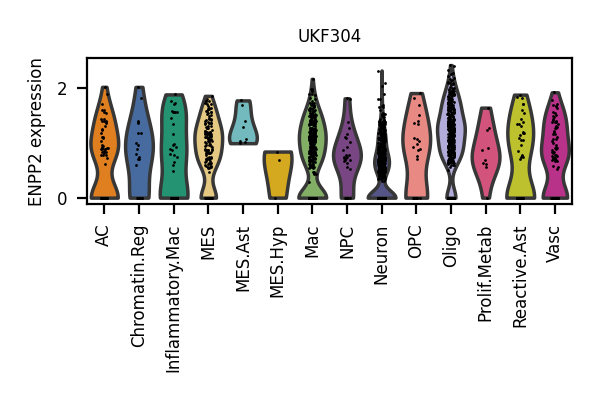 UKF304
ENPP2 expression
2
0
AC
Chromatin.Reg
Inflammatory.Mac
MES
MES.Ast
MES.Hyp
Mac
NPC
Neuron
OPC
Oligo
Prolif.Metab
Reactive.Ast
Vasc